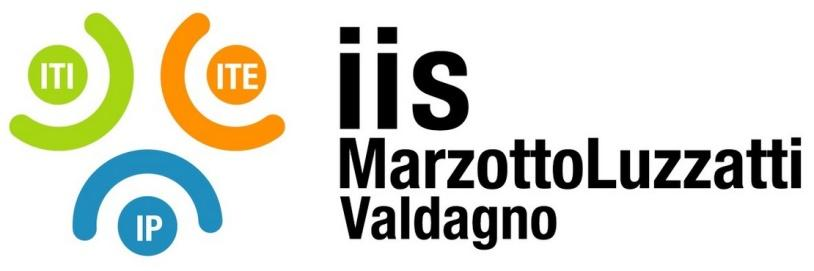 ITI
ITE
IP
iis
MarzottoLuzzatti
Valdagno